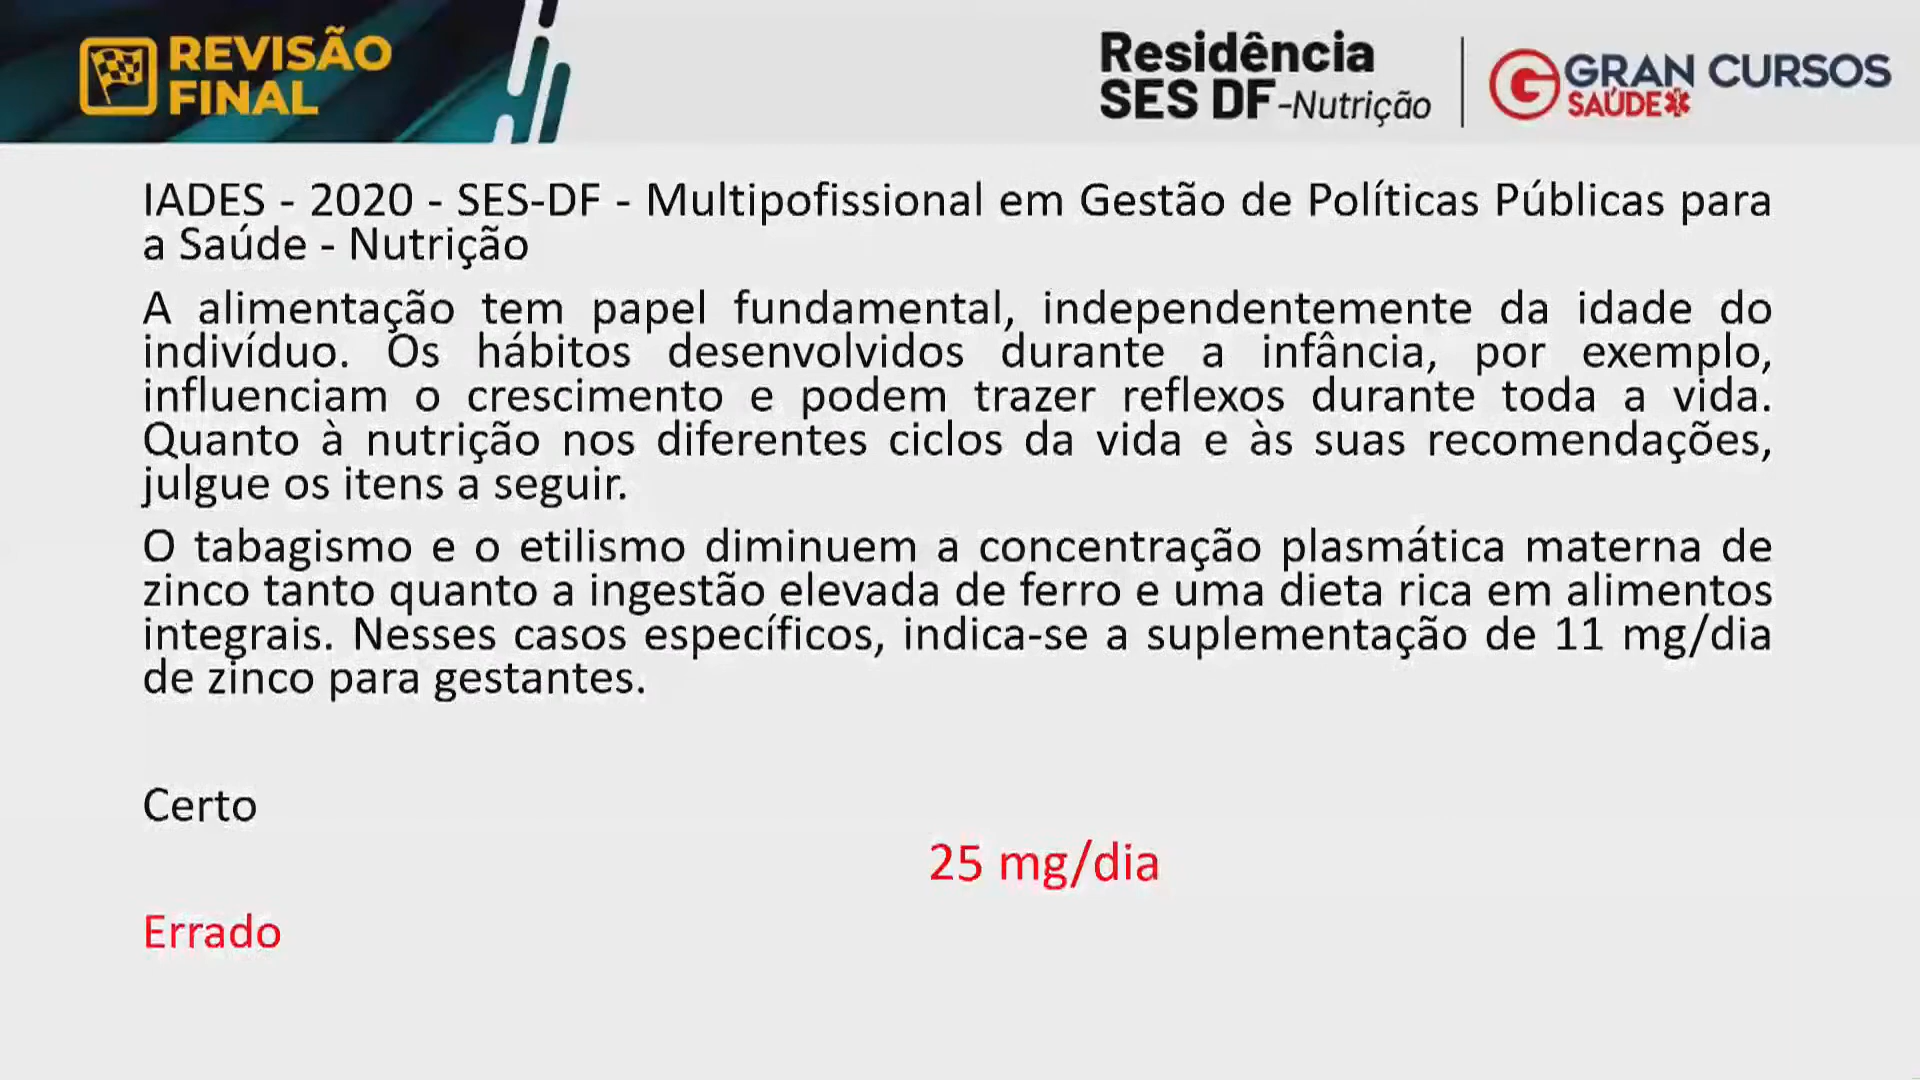 REVISÃO
FINAL
Residência
SES DF-Nutrição
GRAN CURSOS
SAÚDE
IADES - 2020 - SES-DF - Multipofissional em Gestão de Políticas Públicas para
a Saúde - Nutrição
A alimentação tem papel fundamental, independentemente da idade do
indivíduo. Os hábitos desenvolvidos durante a infância, por exemplo,
influenciam o crescimento e podem trazer reflexos durante toda a vida.
Quanto à nutrição nos diferentes ciclos da vida e às suas recomendações,
julgue os itens a seguir.
O tabagismo e o etilismo diminuem a concentração plasmática materna de
zinco tanto quanto a ingestão elevada de ferro e uma dieta rica em alimentos
integrais. Nesses casos específicos, indica-se a suplementação de 11 mg/dia
de zinco para gestantes.
Certo
25 mg/dia
Errado